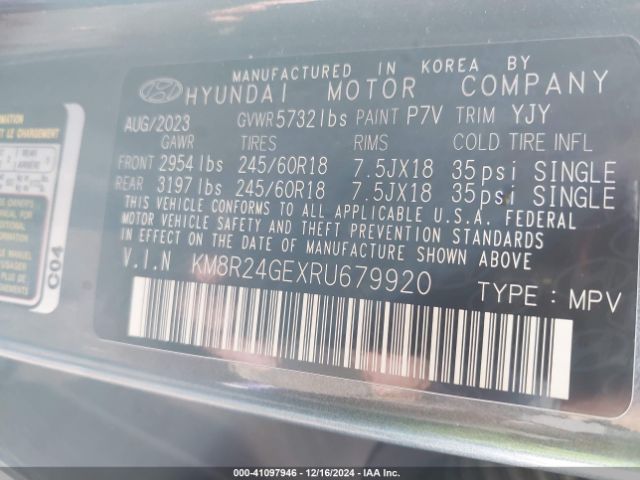 MANUFACTURED IN KOREA BY
HYUNDAI MOTOR COMPANY
AUG/2023 GVWR 5732lbs PAINT P7V TRIM YJY
GAWR TIRES RIMS COLD TIRE INFL
FRONT 2954lbs 245/60R18 7.5JX18 35psi SINGLE
REAR 3197lbs 245/60R18 7.5JX18 35psi SINGLE
THIS VEHICLE CONFORMS TO ALL APPLICABLE U.S.A. FEDERAL
MOTOR VEHICLE SAFETY AND THEFT PREVENTION STANDARDS
IN EFFECT ON THE DATE OF MANUFACTURE SHOWN ABOVE
V.I.N KM8R24GEXRU679920 TYPE : MPV
C04
000-41097946 - 12/16/2024 - IAAI.COM